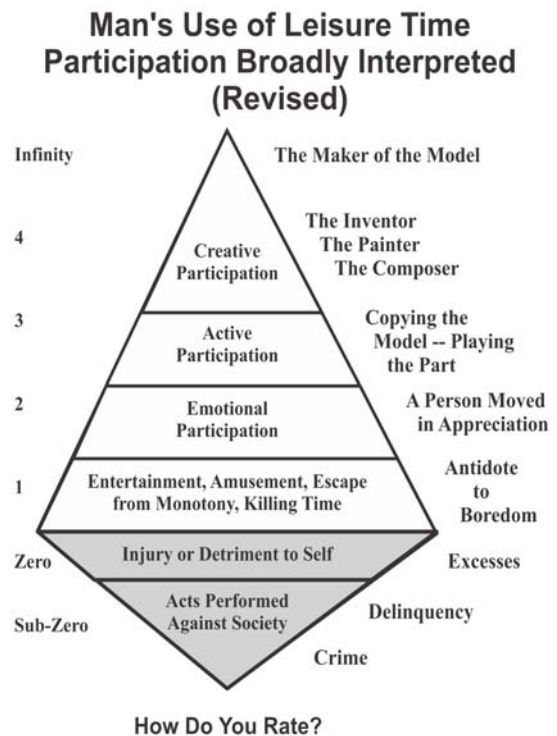 Man's Use of Leisure Time
Participation Broadly Interpreted
(Revised)
Infinity
The Maker of the Model
4
Creative
Participation
The Inventor
The Painter
The Composer
3
Active
Participation
Copying the
Model -- Playing
the Part
2
Emotional
Participation
A Person Moved
in Appreciation
1
Entertainment, Amusement, Escape
from Monotony, Killing Time
Antidote
to
Boredom
Zero
Injury or Detriment to Self
Excesses
Sub-Zero
Acts Performed
Against Society
Delinquency
Crime
How Do You Rate?